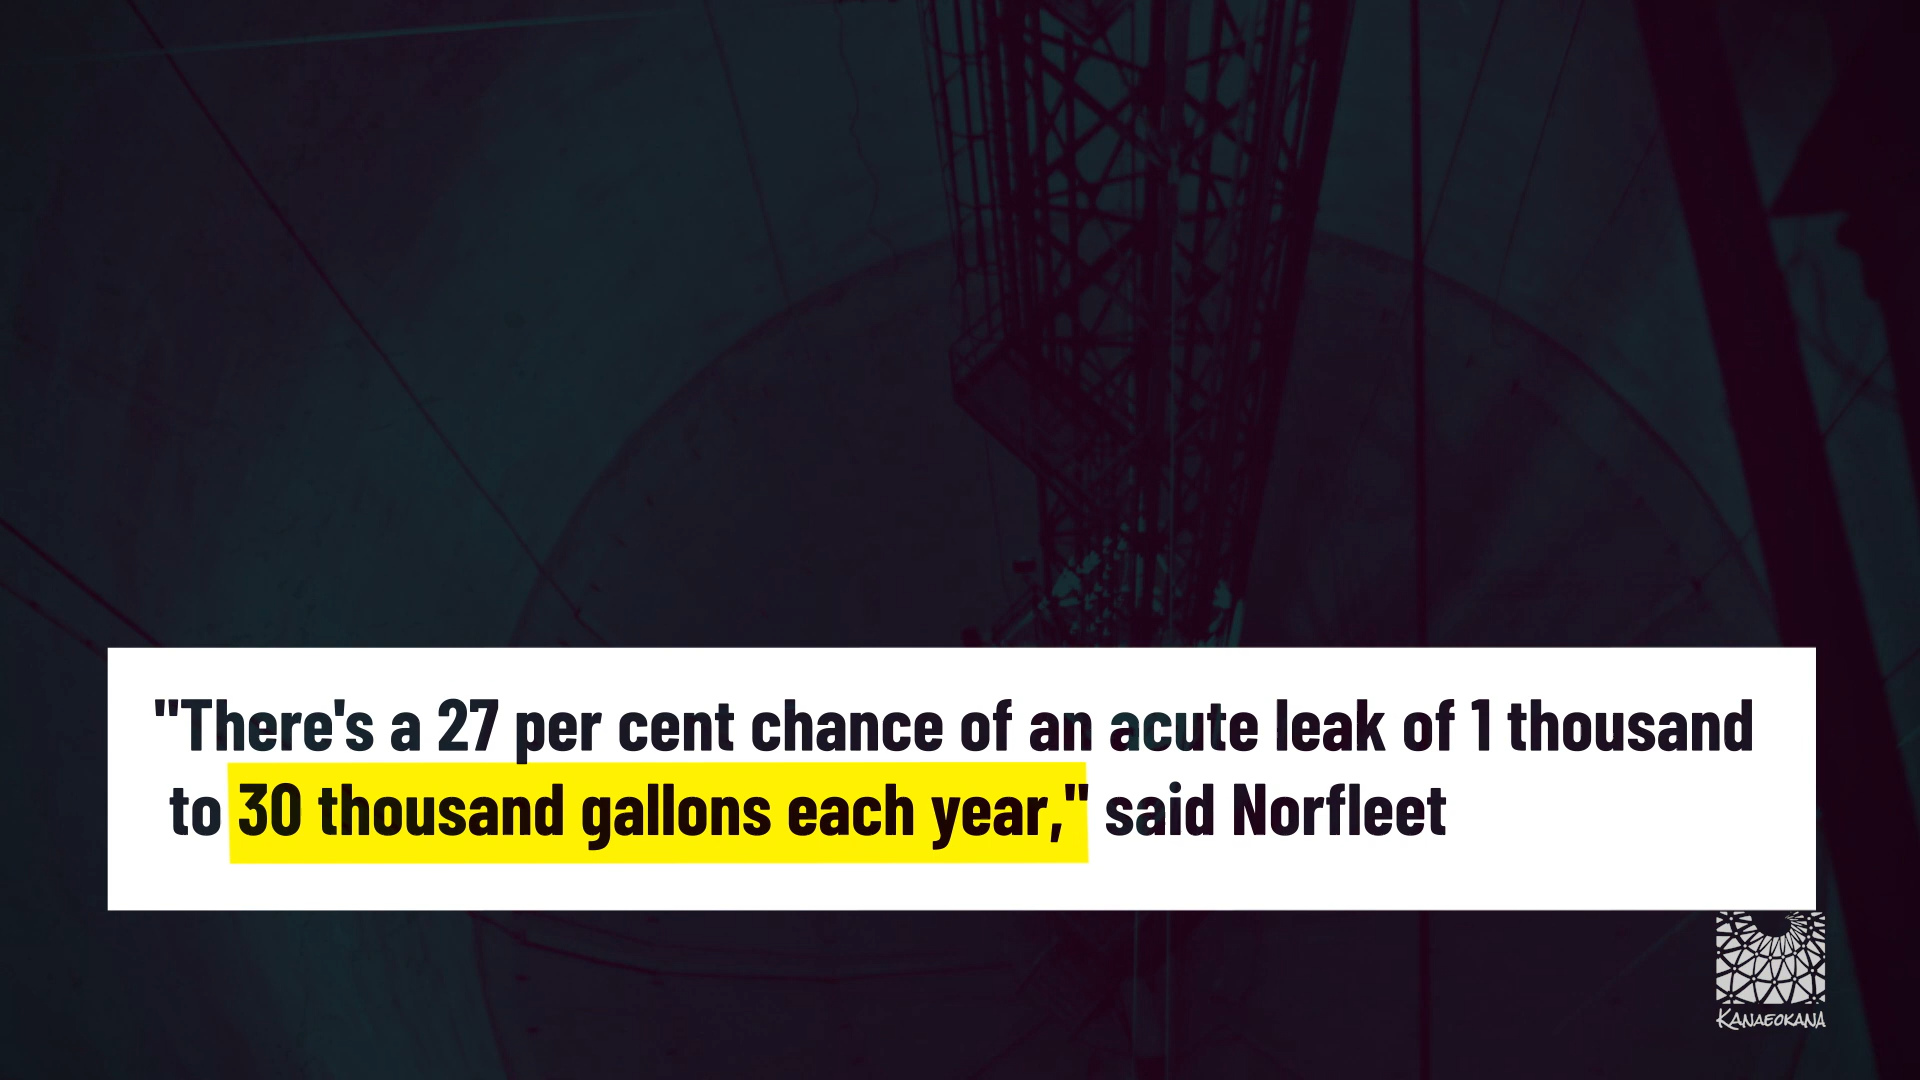 "There's a 27 per cent chance of an acute leak of 1 thousand
to 30 thousand gallons each year," said Norfleet
KANAEOKANA